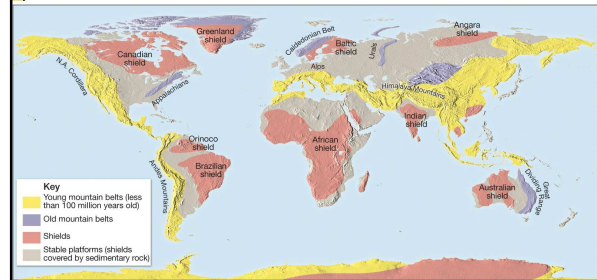 Greenland
shield
Angara
shield
Canadian
shield
Caledonian Belt
Baltic
shield
Urals
N.A. Cordillera
Alps
Appalachians
Himalaya Mountains
Indian
shield
Orinoco
shield
African
shield
Brazilian
shield
Andes Mountains
Australian
shield
Great
Dividing Range
Key
Young mountain belts (less
than 100 million years old)
Old mountain belts
Shields
Stable platforms (shields
covered by sedimentary rock)